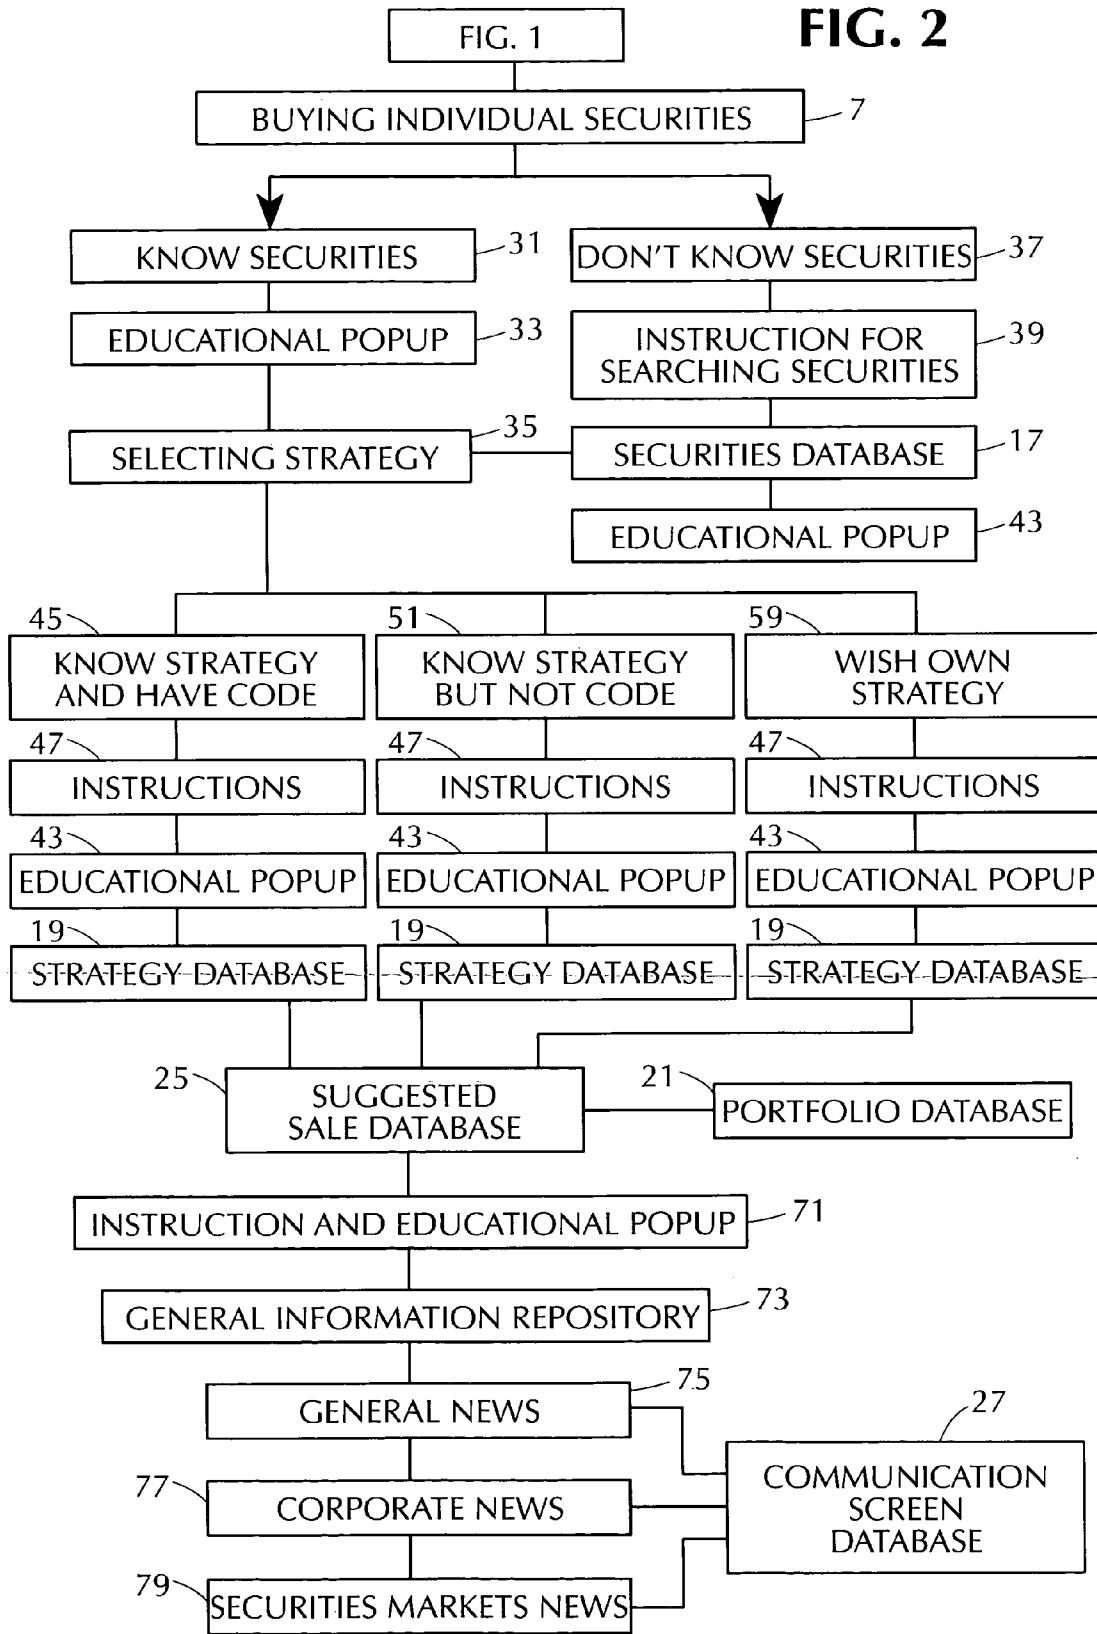 FIG. 1
FIG. 2
BUYING INDIVIDUAL SECURITIES
7
KNOW SECURITIES
31
DON'T KNOW SECURITIES
37
EDUCATIONAL POPUP
33
INSTRUCTION FOR
SEARCHING SECURITIES
39
SELECTING STRATEGY
35
SECURITIES DATABASE
17
EDUCATIONAL POPUP
43
45
KNOW STRATEGY
AND HAVE CODE
51
KNOW STRATEGY
BUT NOT CODE
59
WISH OWN
STRATEGY
47
INSTRUCTIONS
47
INSTRUCTIONS
47
INSTRUCTIONS
43
EDUCATIONAL POPUP
43
EDUCATIONAL POPUP
43
EDUCATIONAL POPUP
19
STRATEGY DATABASE
19
STRATEGY DATABASE
19
STRATEGY DATABASE
25
SUGGESTED
SALE DATABASE
21
PORTFOLIO DATABASE
INSTRUCTION AND EDUCATIONAL POPUP
71
GENERAL INFORMATION REPOSITORY
73
GENERAL NEWS
75
77
CORPORATE NEWS
79
SECURITIES MARKETS NEWS
27
COMMUNICATION
SCREEN
DATABASE